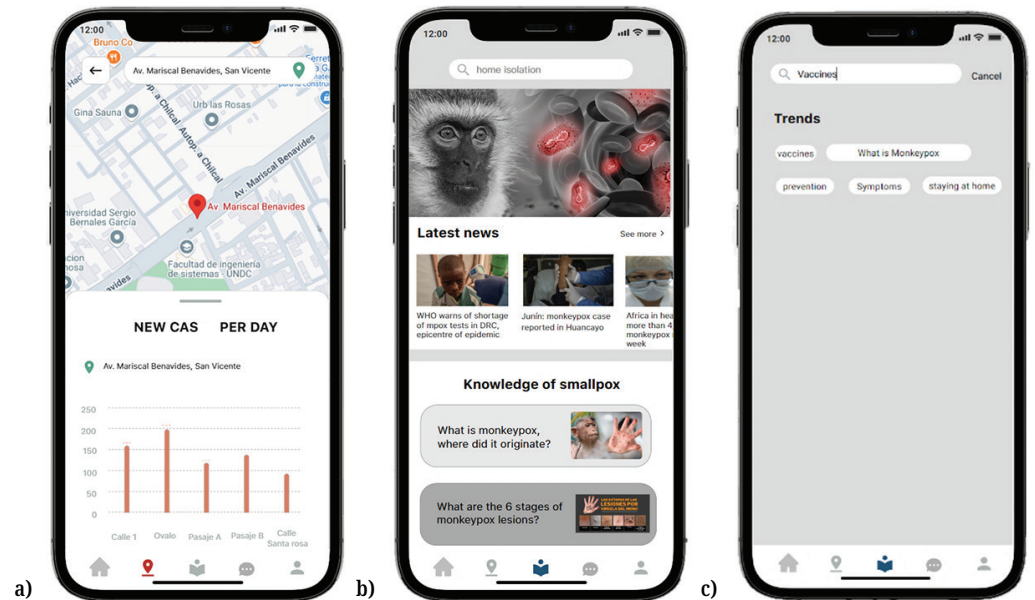 12:00
Bruno Co
Av. Mariscal Benavides, San Vicente
Gina Sauna
Urb las Rosas
Autop. a Chilcal
Av. Mariscal Benavides
Av. Mariscal Benavides
niversidad Sergio
Bernales García
Facultad de ingeniería
de sistemas - UNDC
NEW CAS PER DAY
Av. Mariscal Benavides, San Vicente
250
200
150
100
50
0
Calle 1
Ovalo
Pasaje A
Pasaje B
Calle
Santa rosa
a)
12:00
home isolation
Latest news
See more >
WHO warns of shortage
of mpox tests in DRC,
epicentre of epidemic
Junín: monkeypox case
reported in Huancayo
Africa in hea
more than 4
monkeypox
week
Knowledge of smallpox
What is monkeypox,
where did it originate?
What are the 6 stages of
monkeypox lesions?
LESIONES POR
b)
12:00
Vaccines
Cancel
Trends
vaccines
What is Monkeypox
prevention
Symptoms
staying at home
c)